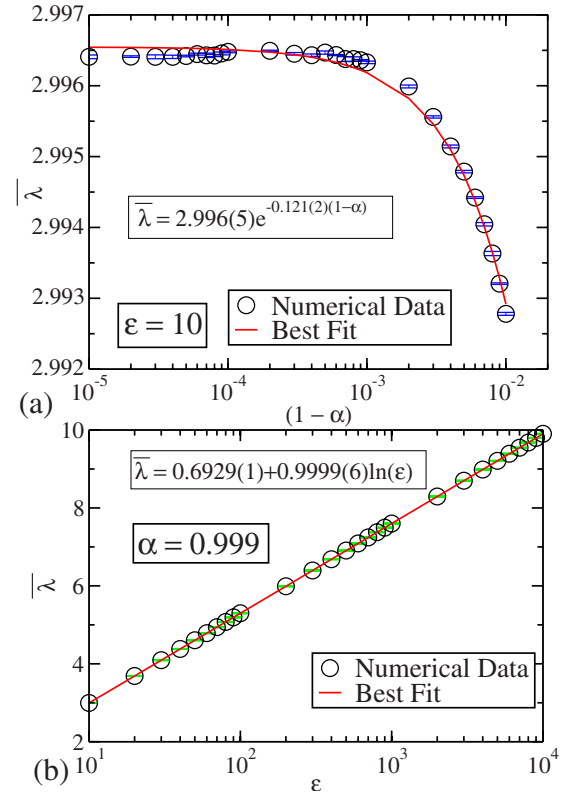 2.997
2.996
2.995
2.994
2.993
2.992
λ̅
λ̅ = 2.996(5)e^-0.121(2)(1-α)
ε = 10
Numerical Data
Best Fit
10^-5 10^-4 10^-3 10^-2
(a)
(1 − α)
10
8
6
4
2
λ̅
λ̅ = 0.6929(1)+0.9999(6)ln(ε)
α = 0.999
Numerical Data
Best Fit
10^1 10^2 10^3 10^4
(b)
ε